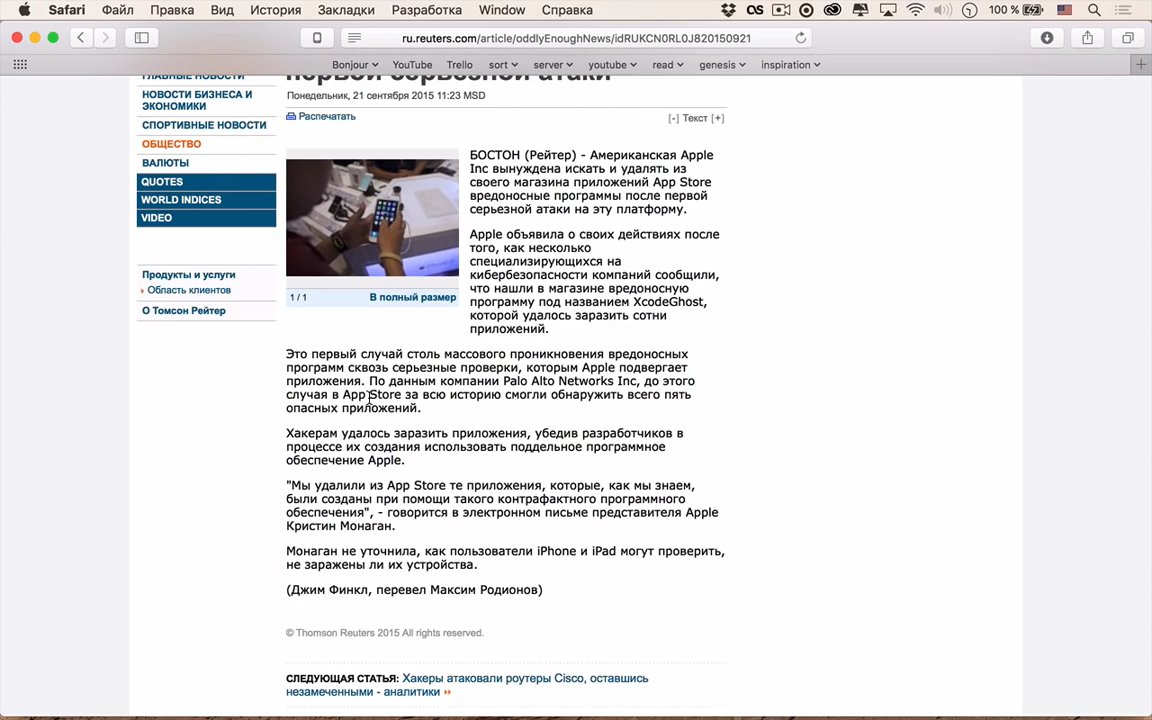 Safari Файл Правка Вид История Закладки Разработка Window Справка 100 %
ru.reuters.com/article/oddlyEnoughNews/idRUKCN0RL0J820150921
Bonjour YouTube Trello sort server youtube read genesis inspiration
ГЛАВНЫЕ НОВОСТИ
НОВОСТИ БИЗНЕСА И
ЭКОНОМИКИ
СПОРТИВНЫЕ НОВОСТИ
ОБЩЕСТВО
ВАЛЮТЫ
QUOTES
WORLD INDICES
VIDEO
Продукты и услуги
Область клиентов
О Томсон Рейтер
первой серьезной атаки
Понедельник, 21 сентября 2015 11:23 MSD
Распечатать
[-] Текст [+]
1 / 1 В полный размер
БОСТОН (Рейтер) - Американская Apple
Inc вынуждена искать и удалять из
своего магазина приложений App Store
вредоносные программы после первой
серьезной атаки на эту платформу.
Apple объявила о своих действиях после
того, как несколько
специализирующихся на
кибербезопасности компаний сообщили,
что нашли в магазине вредоносную
программу под названием XcodeGhost,
которой удалось заразить сотни
приложений.
Это первый случай столь массового проникновения вредоносных
программ сквозь серьезные проверки, которым Apple подвергает
приложения. По данным компании Palo Alto Networks Inc, до этого
случая в App Store за всю историю смогли обнаружить всего пять
опасных приложений.
Хакерам удалось заразить приложения, убедив разработчиков в
процессе их создания использовать поддельное программное
обеспечение Apple.
"Мы удалили из App Store те приложения, которые, как мы знаем,
были созданы при помощи такого контрафактного программного
обеспечения", - говорится в электронном письме представителя Apple
Кристин Монаган.
Монаган не уточнила, как пользователи iPhone и iPad могут проверить,
не заражены ли их устройства.
(Джим Финкл, перевел Максим Родионов)
© Thomson Reuters 2015 All rights reserved.
СЛЕДУЮЩАЯ СТАТЬЯ: Хакеры атаковали роутеры Cisco, оставшись
незамеченными - аналитики